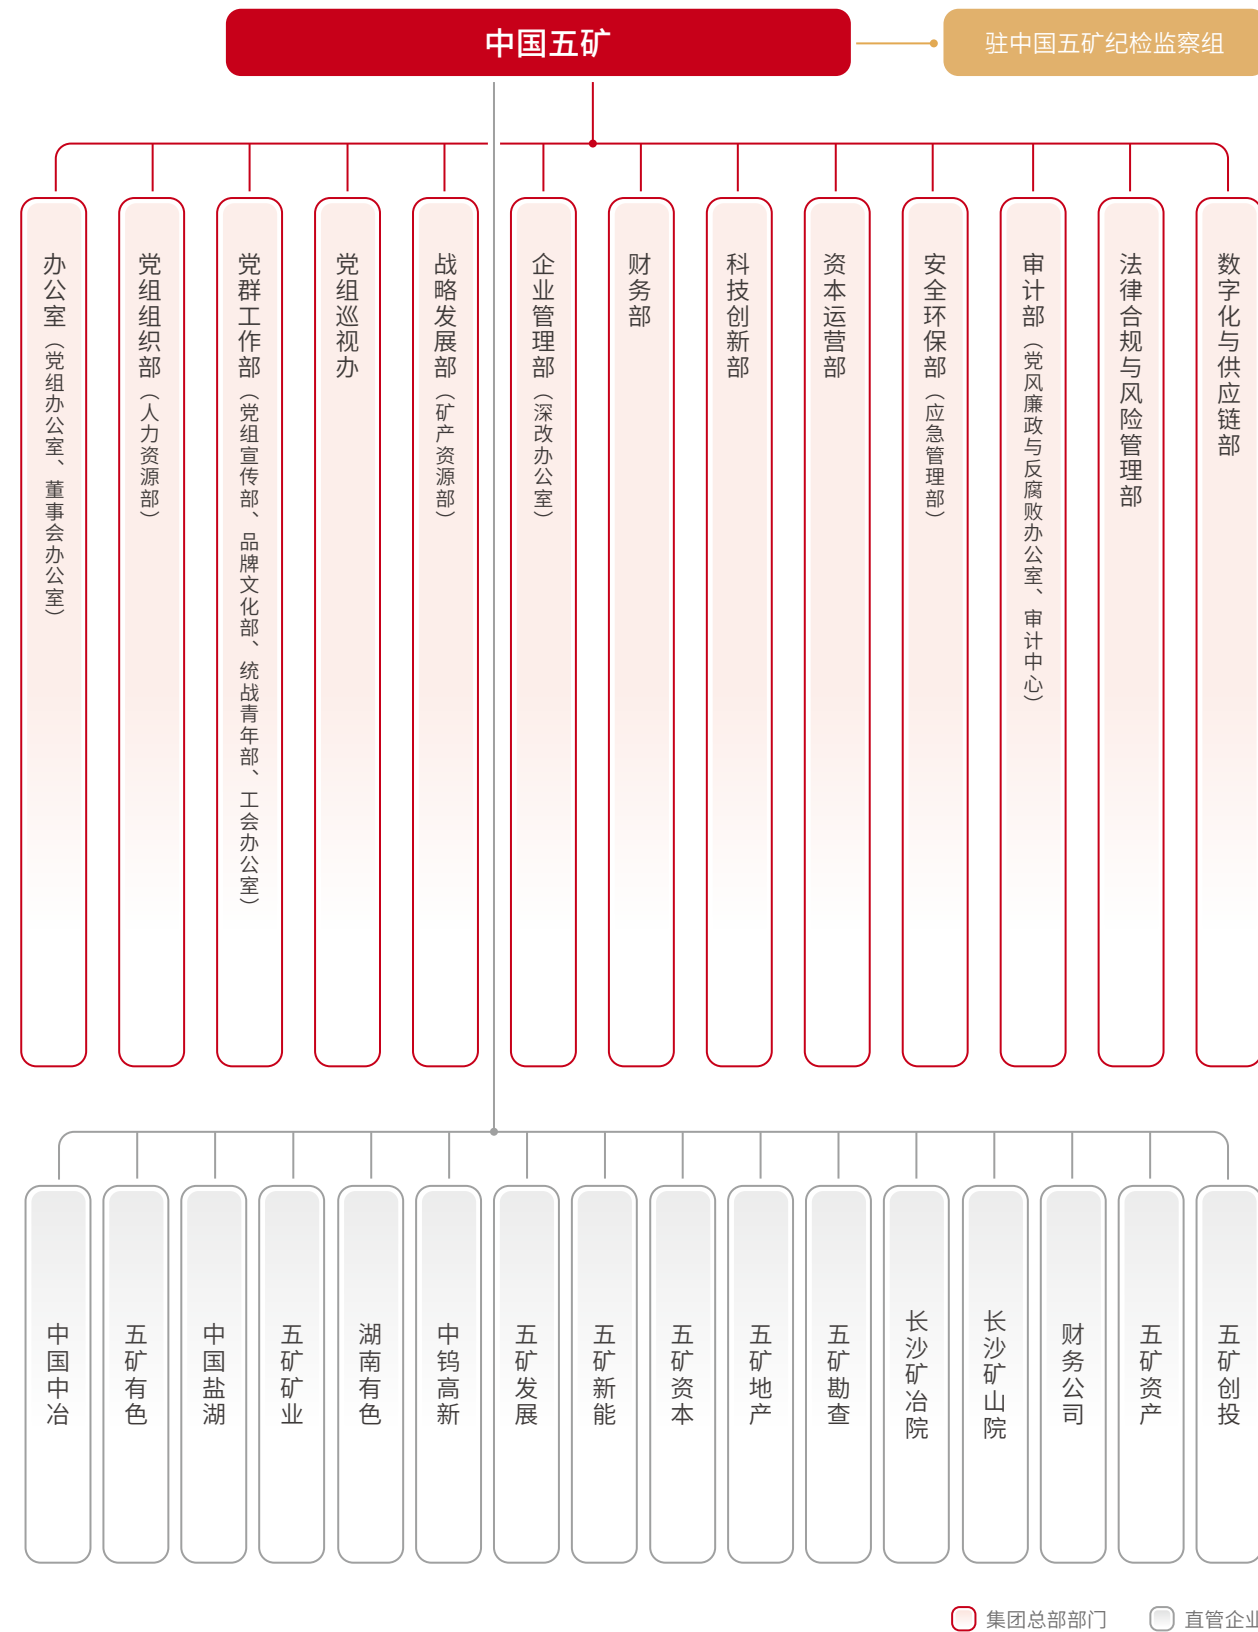 中国五矿
驻中国五矿纪检监察组
办公室（党组办公室、董事会办公室）
党组组织部（人力资源部）
党群工作部（党组宣传部、品牌文化部、统战青年部、工会办公室）
党组巡视办
战略发展部（矿产资源部）
企业管理部（深改办公室）
财务部
科技创新部
资本运营部
安全环保部（应急管理部）
审计部（党风廉政与反腐败办公室、审计中心）
法律合规与风险管理部
数字化与供应链部
中国中冶
五矿有色
中国盐湖
五矿矿业
湖南有色
中钨高新
五矿发展
五矿新能
五矿资本
五矿地产
五矿勘查
长沙矿冶院
长沙矿山院
财务公司
五矿资产
五矿创投
集团总部部门
直管企业